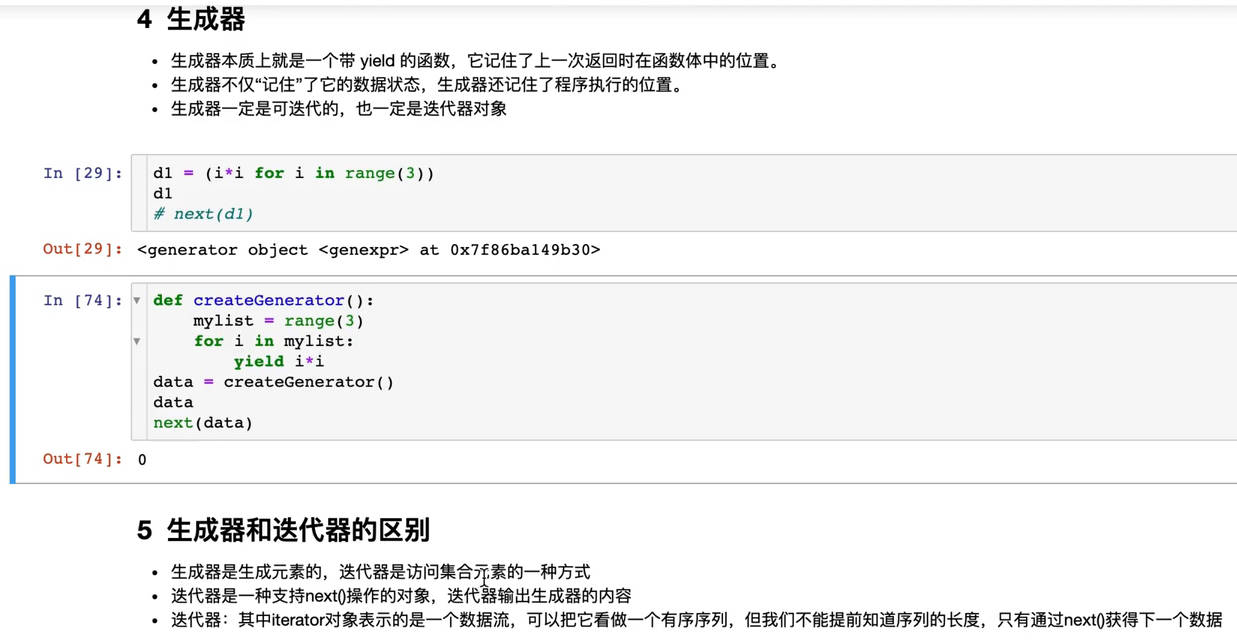 4 生成器
• 生成器本质上就是一个带 yield 的函数，它记住了上一次返回时在函数体中的位置。
• 生成器不仅“记住”了它的数据状态，生成器还记住了程序执行的位置。
• 生成器一定是可迭代的，也一定是迭代器对象
In [29]: d1 = (i*i for i in range(3))
d1
# next(d1)
Out[29]: <generator object <genexpr> at 0x7f86ba149b30>
In [74]: def createGenerator():
    mylist = range(3)
    for i in mylist:
        yield i*i
data = createGenerator()
data
next(data)
Out[74]: 0
5 生成器和迭代器的区别
• 生成器是生成元素的，迭代器是访问集合元素的一种方式
• 迭代器是一种支持next()操作的对象，迭代器输出生成器的内容
• 迭代器：其中iterator对象表示的是一个数据流，可以把它看做一个有序序列，但我们不能提前知道序列的长度，只有通过next()获得下一个数据